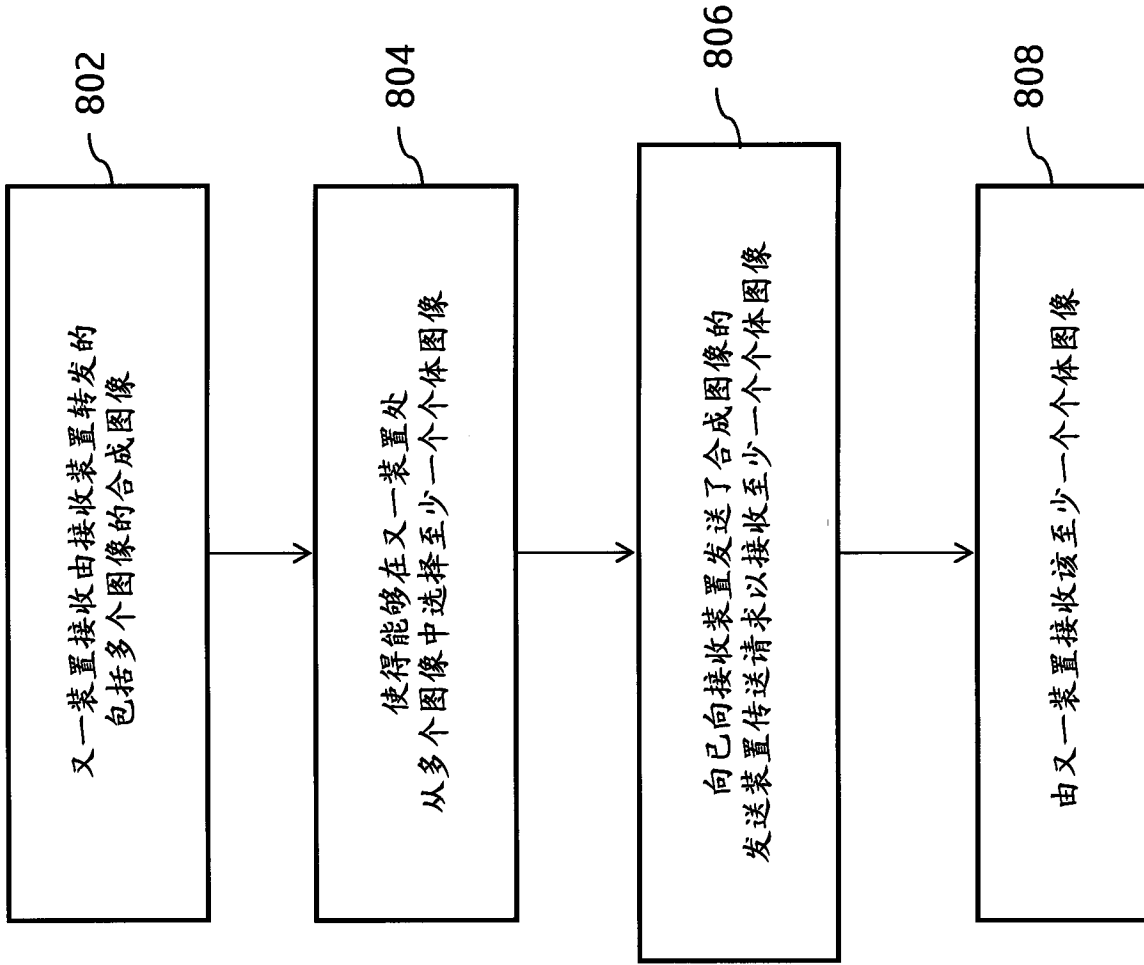 802
又一装置接收由接收装置转发的
包括多个图像的合成图像
804
使得能够在又一装置处
从多个图像中选择至少一个个体图像
806
向已向接收装置发送了合成图像的
发送装置传送请求以接收至少一个个体图像
808
由又一装置接收该至少一个个体图像